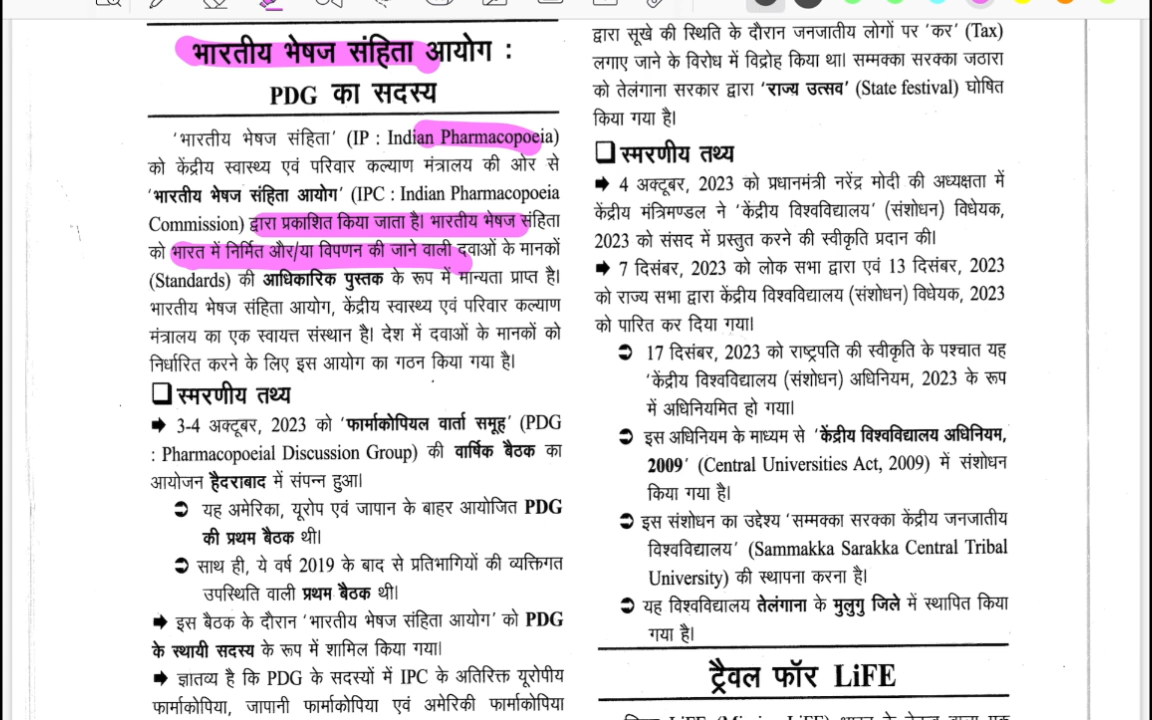 भारतीय भेषज संहिता आयोग :
PDG का सदस्य
'भारतीय भेषज संहिता' (IP : Indian Pharmacopoeia)
को केंद्रीय स्वास्थ्य एवं परिवार कल्याण मंत्रालय की ओर से
'भारतीय भेषज संहिता आयोग' (IPC : Indian Pharmacopoeia
Commission) द्वारा प्रकाशित किया जाता है। भारतीय भेषज संहिता
को भारत में निर्मित और/या विपणन की जाने वाली दवाओं के मानकों
(Standards) की आधिकारिक पुस्तक के रूप में मान्यता प्राप्त है।
भारतीय भेषज संहिता आयोग, केंद्रीय स्वास्थ्य एवं परिवार कल्याण
मंत्रालय का एक स्वायत्त संस्थान है। देश में दवाओं के मानकों को
निर्धारित करने के लिए इस आयोग का गठन किया गया है।
❑ स्मरणीय तथ्य
➡ 3-4 अक्टूबर, 2023 को 'फार्माकोपियल वार्ता समूह' (PDG
: Pharmacopoeial Discussion Group) की वार्षिक बैठक का
आयोजन हैदराबाद में संपन्न हुआ।
➲ यह अमेरिका, यूरोप एवं जापान के बाहर आयोजित PDG
की प्रथम बैठक थी।
➲ साथ ही, ये वर्ष 2019 के बाद से प्रतिभागियों की व्यक्तिगत
उपस्थिति वाली प्रथम बैठक थी।
➡ इस बैठक के दौरान 'भारतीय भेषज संहिता आयोग' को PDG
के स्थायी सदस्य के रूप में शामिल किया गया।
➡ ज्ञातव्य है कि PDG के सदस्यों में IPC के अतिरिक्त यूरोपीय
फार्माकोपिया, जापानी फार्माकोपिया एवं अमेरिकी फार्माकोपिया
द्वारा सूखे की स्थिति के दौरान जनजातीय लोगों पर 'कर' (Tax)
लगाए जाने के विरोध में विद्रोह किया था। सम्मक्का सरक्का जठारा
को तेलंगाना सरकार द्वारा 'राज्य उत्सव' (State festival) घोषित
किया गया है।
❑ स्मरणीय तथ्य
➡ 4 अक्टूबर, 2023 को प्रधानमंत्री नरेंद्र मोदी की अध्यक्षता में
केंद्रीय मंत्रिमण्डल ने 'केंद्रीय विश्वविद्यालय' (संशोधन) विधेयक,
2023 को संसद में प्रस्तुत करने की स्वीकृति प्रदान की।
➡ 7 दिसंबर, 2023 को लोक सभा द्वारा एवं 13 दिसंबर, 2023
को राज्य सभा द्वारा केंद्रीय विश्वविद्यालय (संशोधन) विधेयक, 2023
को पारित कर दिया गया।
➲ 17 दिसंबर, 2023 को राष्ट्रपति की स्वीकृति के पश्चात यह
'केंद्रीय विश्वविद्यालय (संशोधन) अधिनियम, 2023 के रूप
में अधिनियमित हो गया।
➲ इस अधिनियम के माध्यम से 'केंद्रीय विश्वविद्यालय अधिनियम,
2009' (Central Universities Act, 2009) में संशोधन
किया गया है।
➲ इस संशोधन का उद्देश्य 'सम्मक्का सरक्का केंद्रीय जनजातीय
विश्वविद्यालय' (Sammakka Sarakka Central Tribal
University) की स्थापना करना है।
➲ यह विश्वविद्यालय तेलंगाना के मुलुगु जिले में स्थापित किया
गया है।
ट्रैवल फॉर LiFE